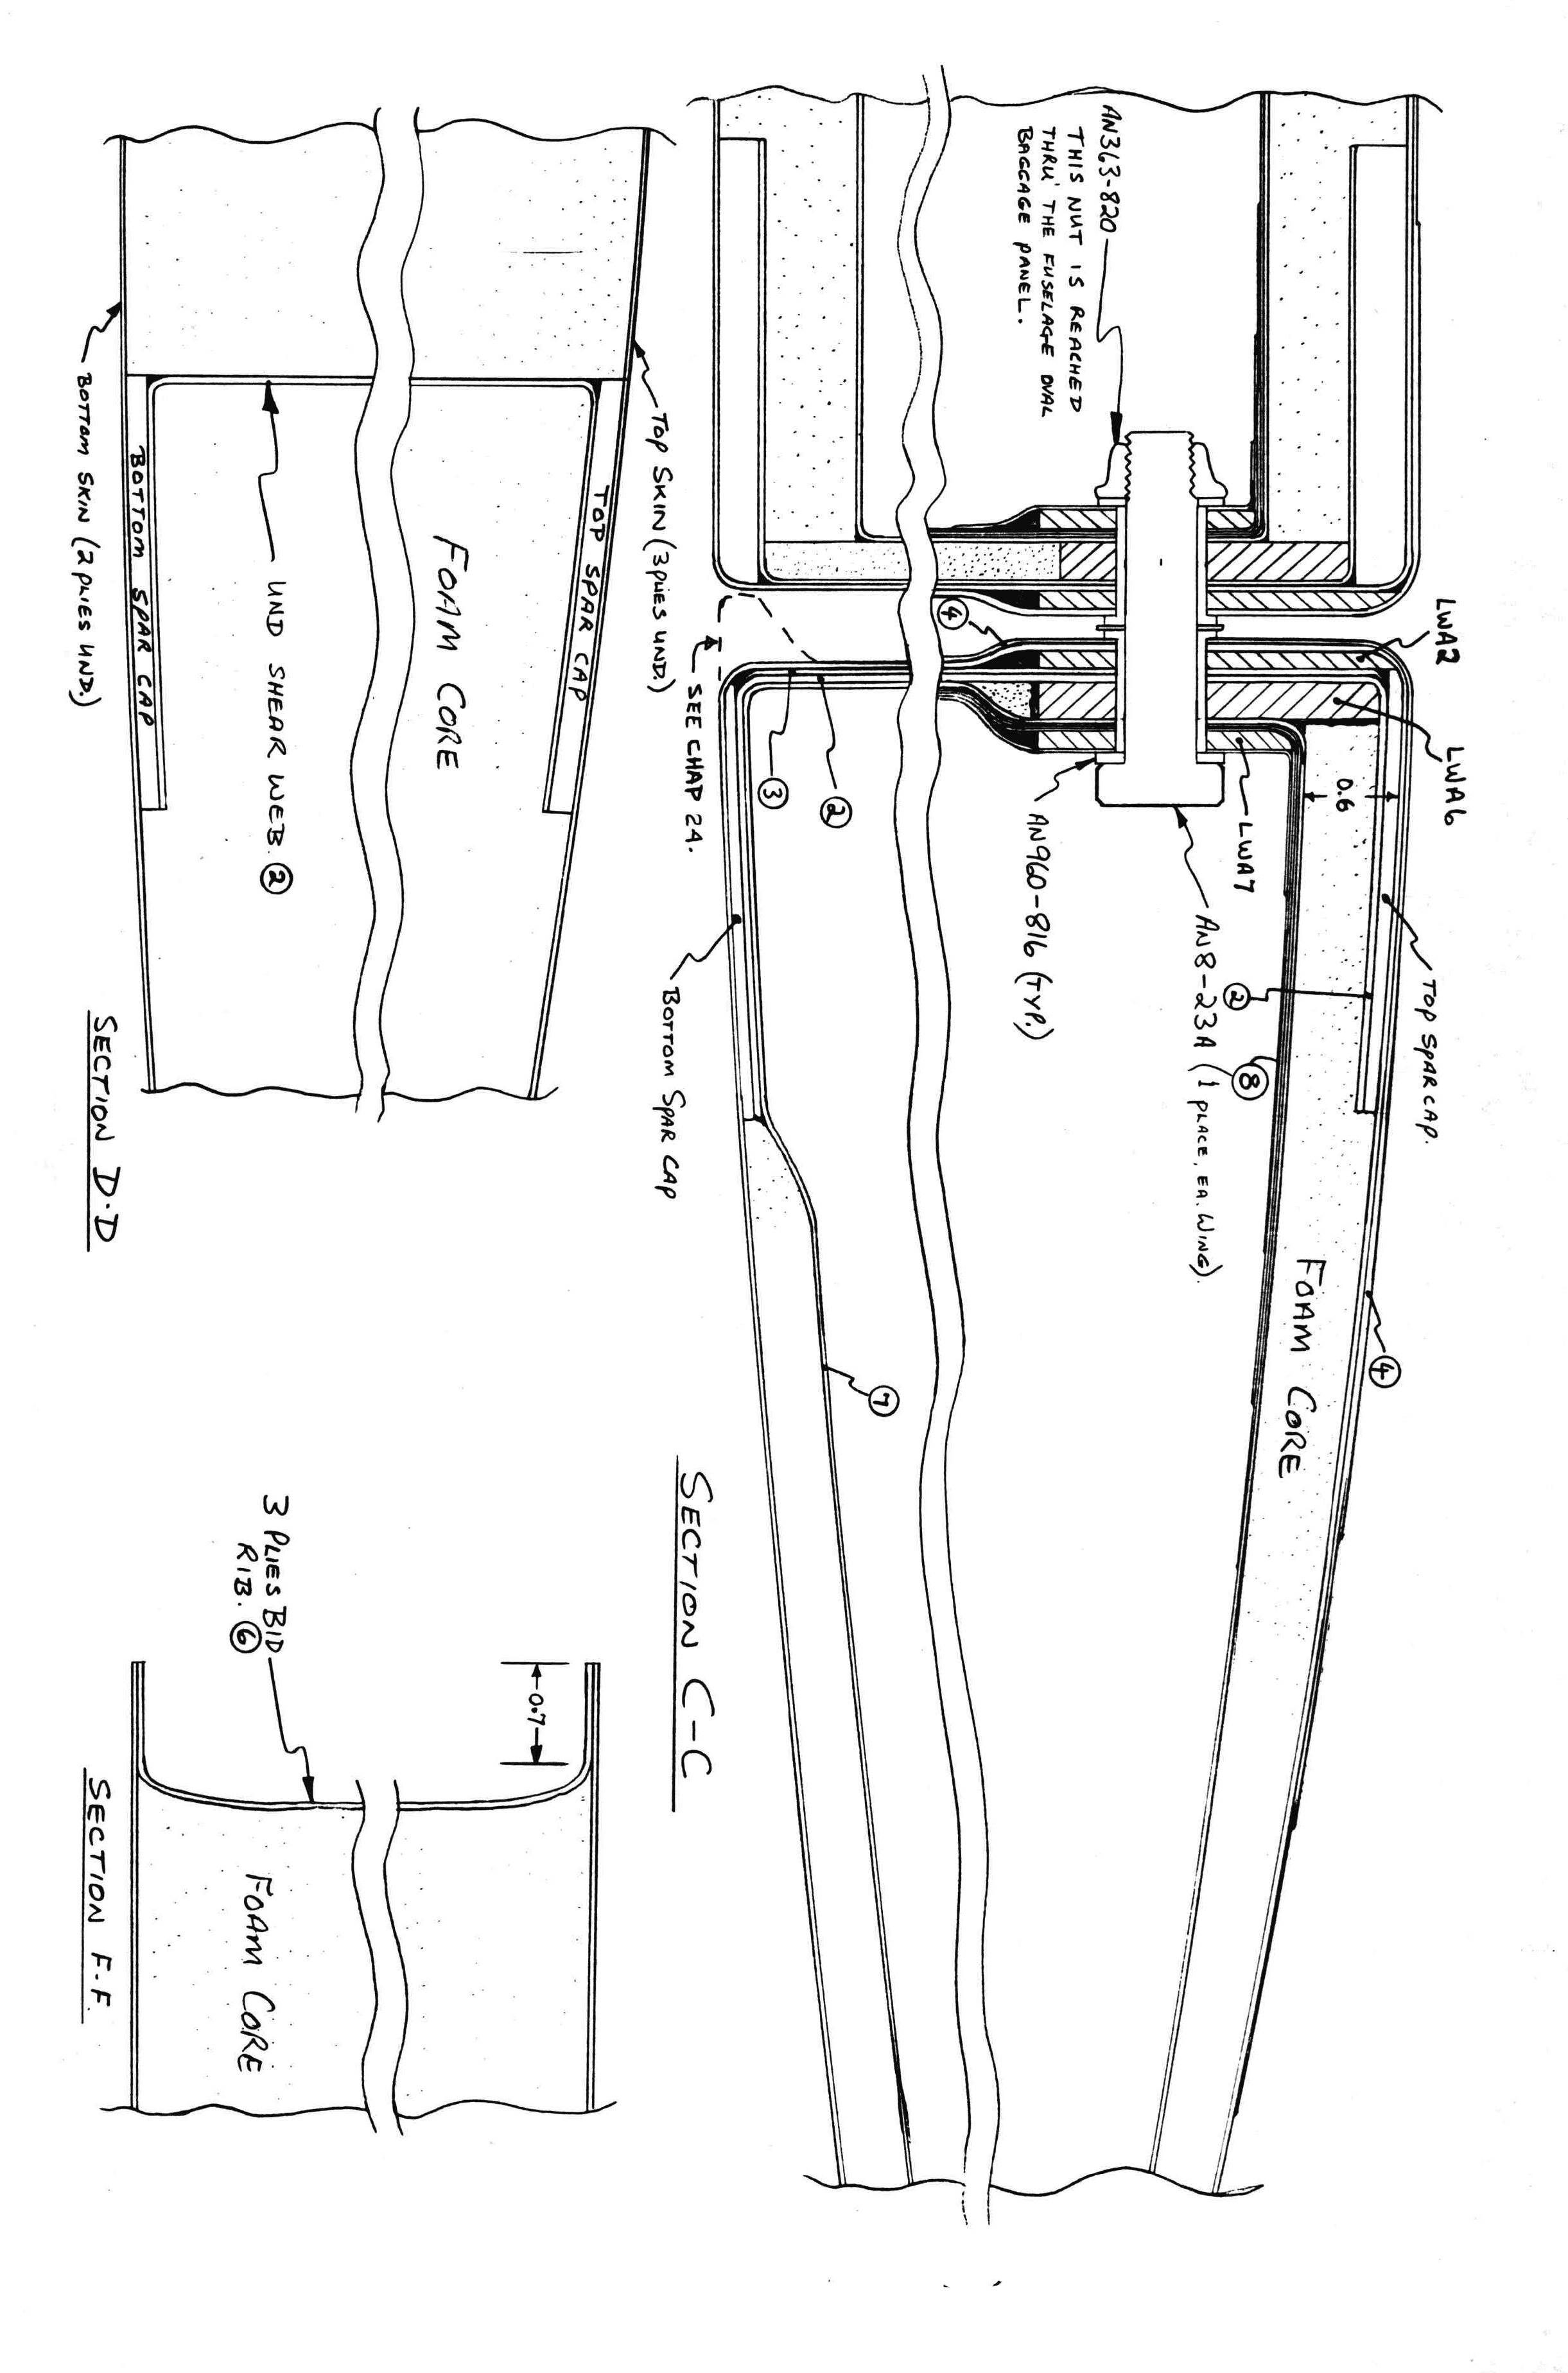 AN363-820
THIS NUT IS REACHED
THRU' THE FUSELAGE OVAL
BAGGAGE PANEL.
LWA2
LWA6
0.6
LWA7
4
AN8-23A (1 PLACE, EA. WING).
AN960-816 (TYP.)
2
8
3
2
SEE CHAP 24.
TOP SPAR CAP.
BOTTOM SPAR CAP
FOAM CORE
4
7
SECTION C-C
TOP SKIN (3 PLIES UND.)
TOP SPAR CAP
FOAM CORE
UND SHEAR WEB. 2
BOTTOM SPAR CAP
BOTTOM SKIN (2 PLIES UND.)
SECTION D-D
0.7
3 PLIES BID
RIB. 6
FOAM CORE
SECTION F-F.